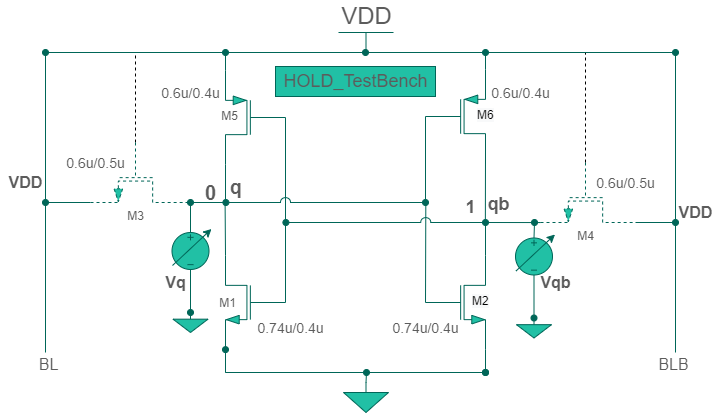 VDD
HOLD_TestBench
0.6u/0.4u
M5
0.6u/0.4u
M6
0.6u/0.5u
VDD
M3
0 q
1 qb
0.6u/0.5u
VDD
M4
+
−
Vq
+
−
Vqb
M1
M2
0.74u/0.4u
0.74u/0.4u
BL
BLB